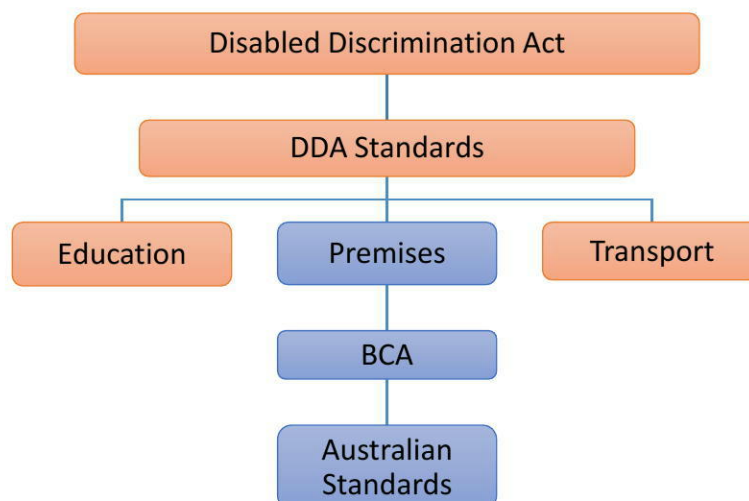 Disabled Discrimination Act
DDA Standards
Education
Premises
Transport
BCA
Australian
Standards